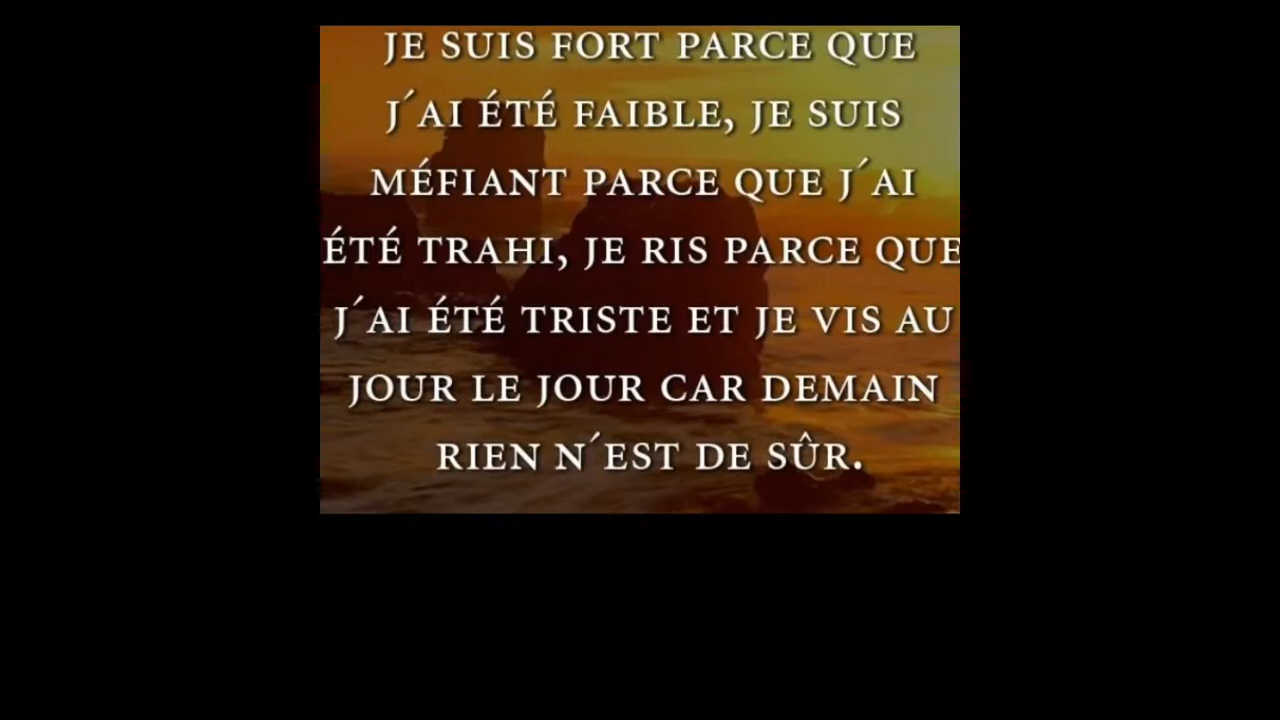 JE SUIS FORT PARCE QUE
J´AI ÉTÉ FAIBLE, JE SUIS
MÉFIANT PARCE QUE J´AI
ÉTÉ TRAHI, JE RIS PARCE QUE
J´AI ÉTÉ TRISTE ET JE VIS AU
JOUR LE JOUR CAR DEMAIN
RIEN N´EST DE SÛR.